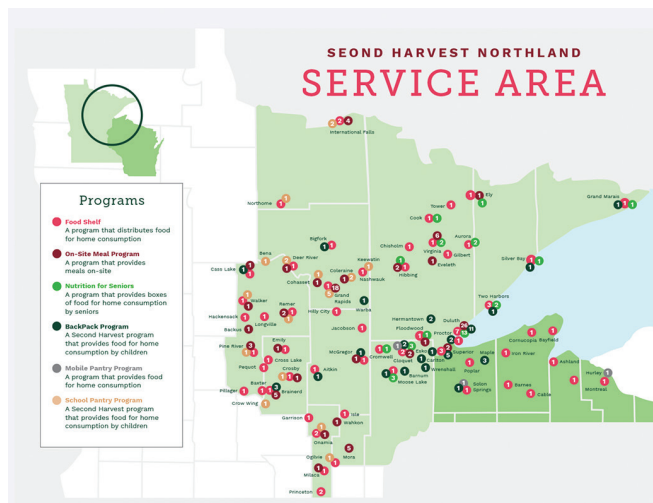 SEOND HARVEST NORTHLAND
SERVICE AREA
Programs
Food Shelf
A program that distributes food
for home consumption
On-Site Meal Program
A program that provides
meals on-site
Nutrition for Seniors
A program that provides boxes
of food for home consumption
by seniors
BackPack Program
A Second Harvest program
that provides food for home
consumption by children
Mobile Pantry Program
A program that provides food
for home consumption
School Pantry Program
A Second Harvest program
that provides food for home
consumption by children
International Falls
Northome
Ely
Tower
Grand Marais
Cook
Bigfork
Chisholm
Virginia
Aurora
Gilbert
Eveleth
Hibbing
Silver Bay
Bena
Deer River
Cass Lake
Cohasset
Coleraine
Keewatin
Nashwauk
Grand
Rapids
Warba
Two Harbors
Walker
Remer
Hill City
Hackensack
Longville
Backus
Jacobson
Hermantown
Duluth
Floodwood
Proctor
Pine River
Emily
Cross Lake
McGregor
Cromwell
Cloquet
Esko
Carlton
Wrenshall
Barnum
Moose Lake
Superior
Maple
Poplar
Iron River
Cornucopia
Bayfield
Ashland
Hurley
Montreal
Pequot
Crosby
Aitkin
Baxter
Brainerd
Pillager
Crow Wing
Solon
Springs
Barnes
Cable
Garrison
Isle
Wahkon
Onamia
Ogilvie
Mora
Milaca
Princeton